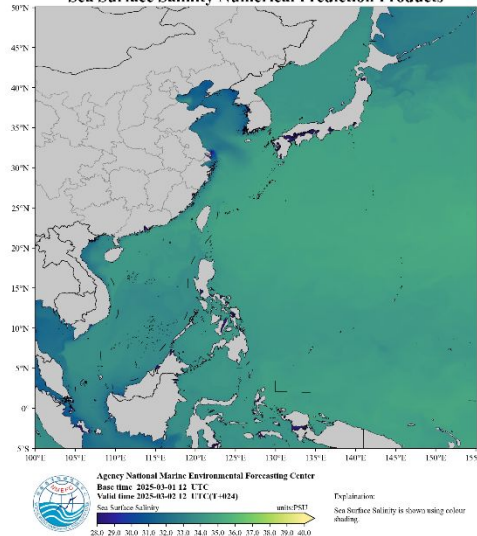 Sea Surface Salinity Numerical Prediction Products
50°N
45°N
40°N
35°N
30°N
25°N
20°N
15°N
10°N
5°N
0°
5°S
100°E 105°E 110°E 115°E 120°E 125°E 130°E 135°E 140°E 145°E 150°E 155°E
NMEFC
Agency National Marine Environmental Forecasting Center
Base time 2025-03-01 12 UTC
Valid time 2025-03-02 12 UTC(T+024)
Sea Surface Salinity units:PSU
28.0 29.0 30.0 31.0 32.0 33.0 34.0 35.0 36.0 37.0 38.0 39.0 40.0
Explaination:
Sea Surface Salinity is shown using colour
shading.